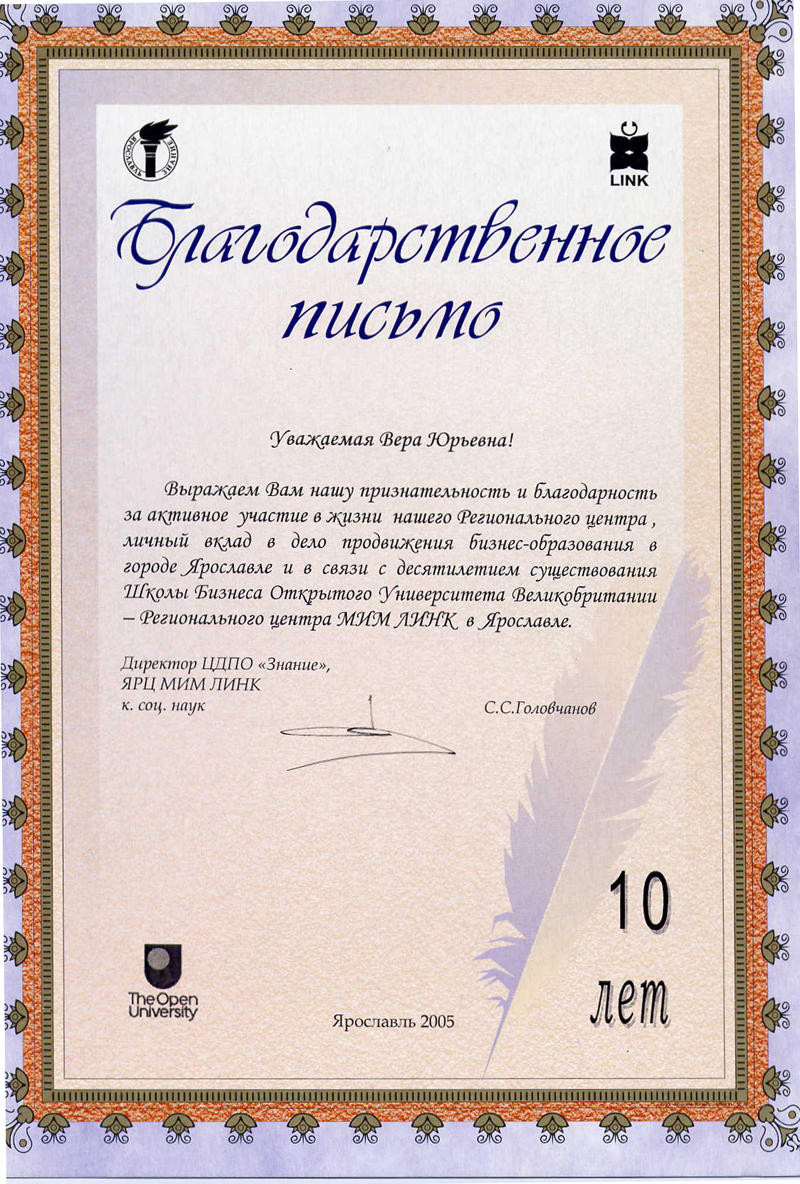 ЯРОСЛАВЛЬ ЗНАНИЕ
LINK
Благодарственное
письмо
Уважаемая Вера Юрьевна!
Выражаем Вам нашу признательность и благодарность
за активное участие в жизни нашего Регионального центра ,
личный вклад в дело продвижения бизнес-образования в
городе Ярославле и в связи с десятилетием существования
Школы Бизнеса Открытого Университета Великобритании
– Регионального центра МИМ ЛИНК в Ярославле.
Директор ЦДПО «Знание»,
ЯРЦ МИМ ЛИНК
к. соц. наук
С.С.Головчанов
10
лет
The Open
University
Ярославль 2005